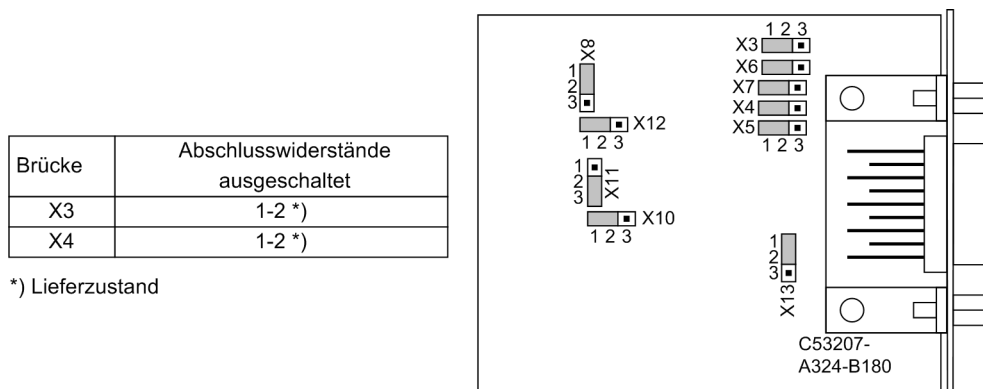 Brücke
Abschlusswiderstände
ausgeschaltet
X3
1-2 *)
X4
1-2 *)
*) Lieferzustand
X8
1
2
3
X12
1 2 3
1
2
3
X11
X10
1 2 3
1 2 3
X3
X6
X7
X4
X5
1 2 3
1
2
3
X13
C53207-
A324-B180